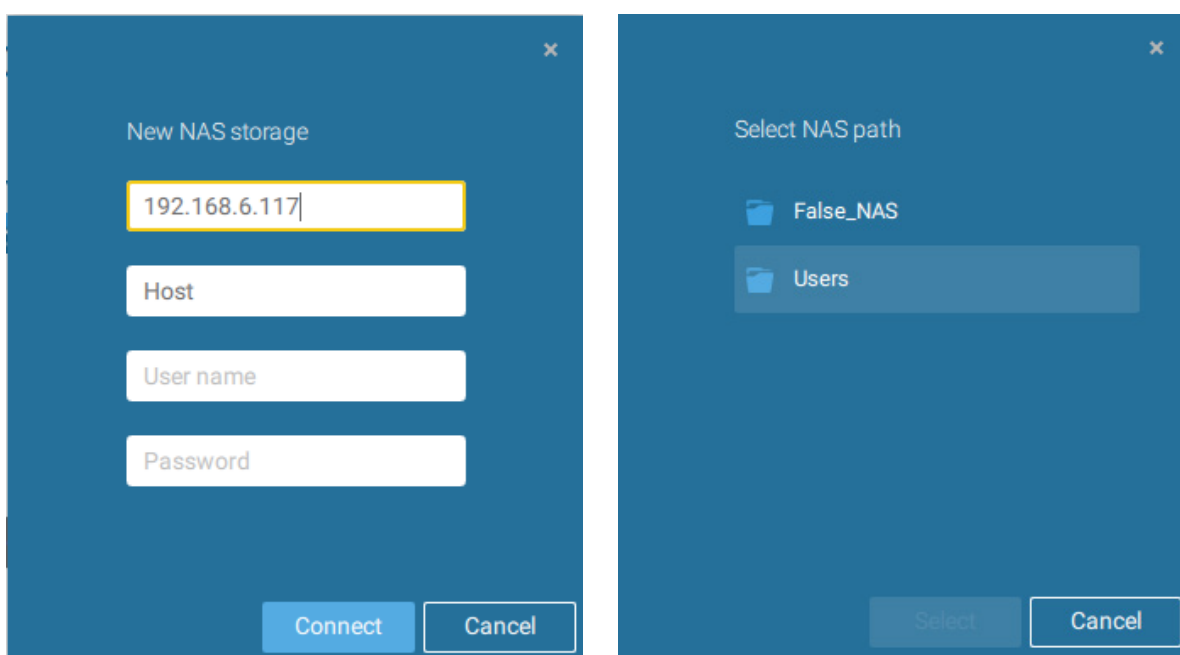 New NAS storage
192.168.6.117
Host
User name
Password
Connect
Cancel
Select NAS path
False_NAS
Users
Select
Cancel